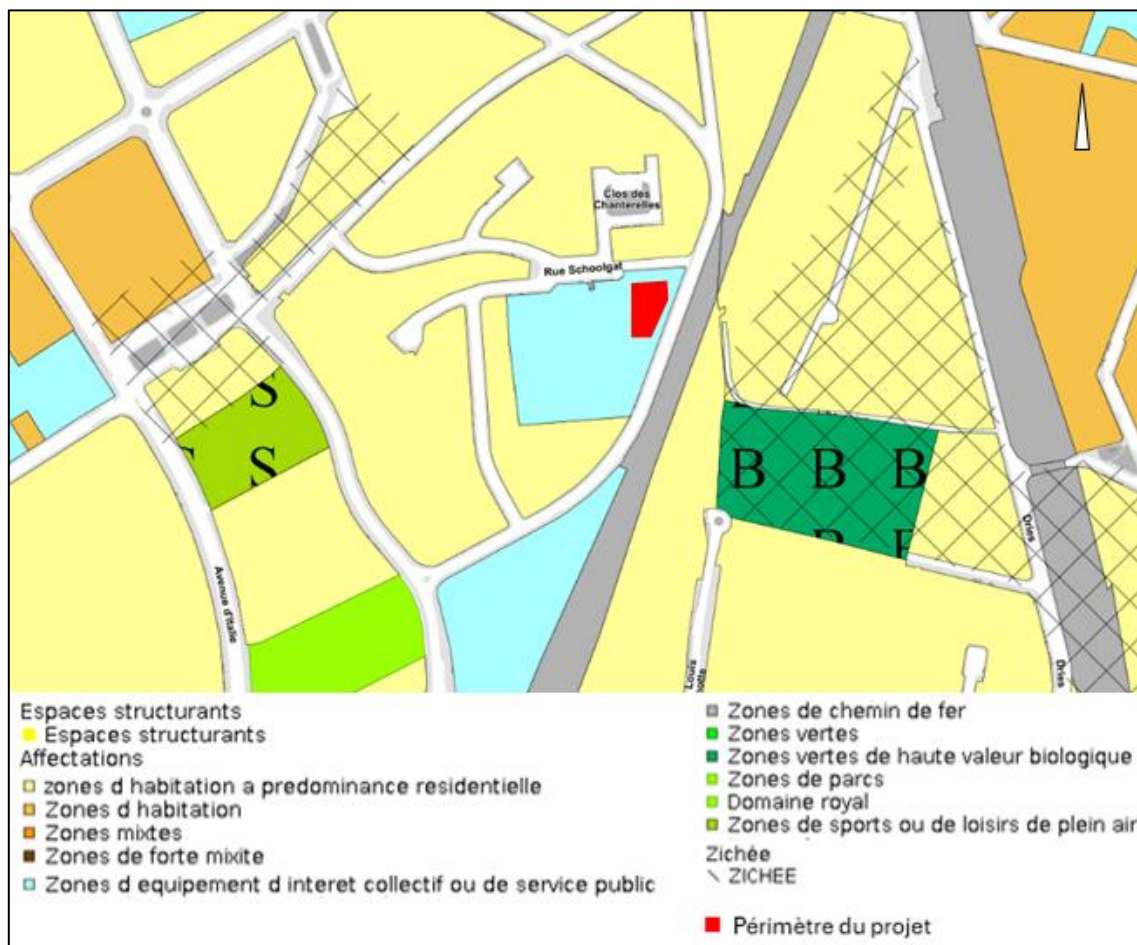 Clos des
Chanterelles
Rue Schoolgat
S
S
S
B B B
B
Avenue d'Italie
Louis
Dries
Dries
Espaces structurants
Espaces structurants
Affectations
zones d habitation a predominance residentielle
Zones d habitation
Zones mixtes
Zones de forte mixite
Zones d equipement d interet collectif ou de service public
Zones de chemin de fer
Zones vertes
Zones vertes de haute valeur biologique
Zones de parcs
Domaine royal
Zones de sports ou de loisirs de plein air
Zichée
ZICHEE
Périmètre du projet